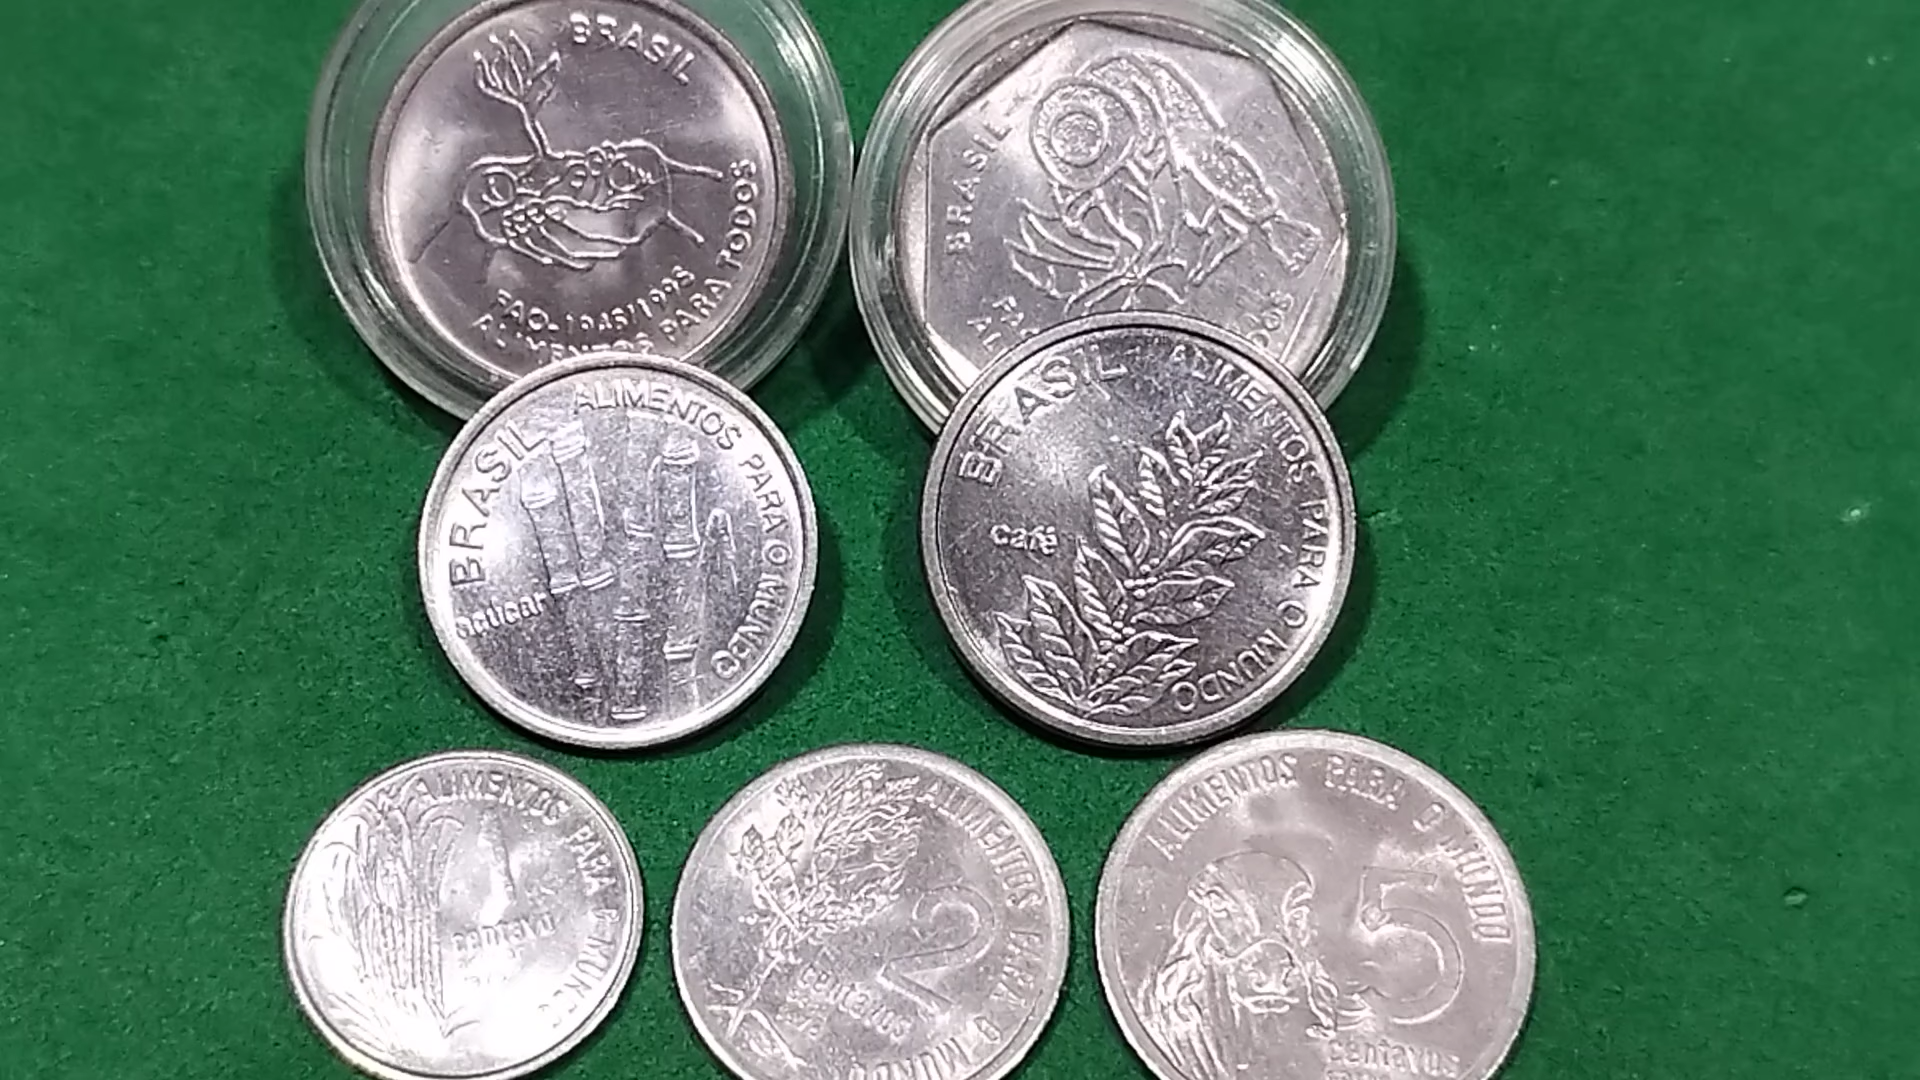 BRASIL
FAO-1945/1995
ALIMENTOS PARA TODOS
BRASIL
BRASIL
ALIMENTOS PARA O MUNDO
açúcar
BRASIL
ALIMENTOS PARA O MUNDO
café
ALIMENTOS PARA O MUNDO
1
centavo
ALIMENTOS PARA O MUNDO
2
centavos
ALIMENTOS PARA O MUNDO
5
centavos